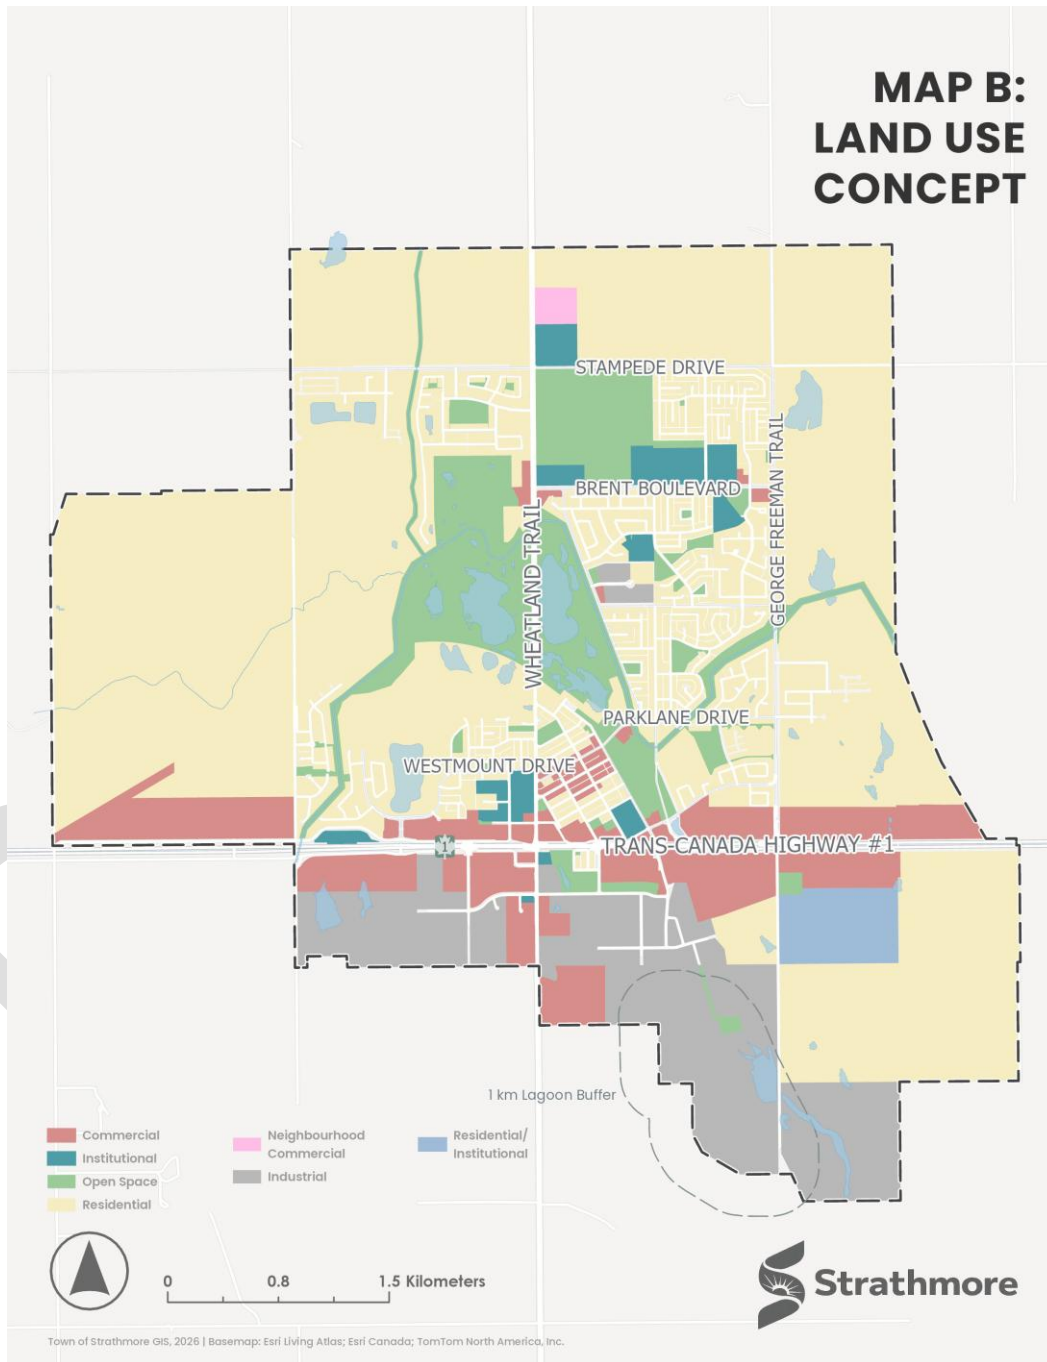 MAP B:
LAND USE
CONCEPT
STAMPEDE DRIVE
BRENT BOULEVARD
GEORGE FREEMAN TRAIL
WHEATLAND TRAIL
PARKLANE DRIVE
WESTMOUNT DRIVE
1
TRANS-CANADA HIGHWAY #1
1 km Lagoon Buffer
Commercial
Institutional
Open Space
Residential
Neighbourhood
Commercial
Industrial
Residential/
Institutional
0 0.8 1.5 Kilometers
Strathmore
Town of Strathmore GIS, 2026 | Basemap: Esri Living Atlas; Esri Canada; TomTom North America, Inc.